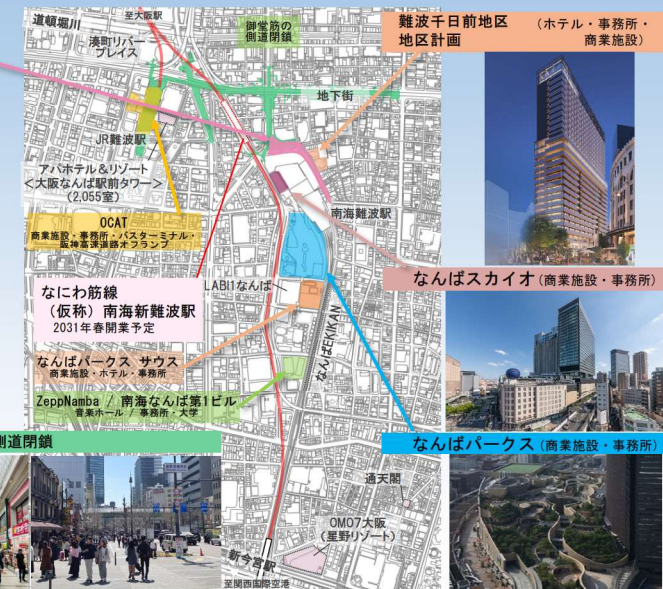 道頓堀川
至大阪駅
湊町リバー
プレイス
御堂筋の
側道閉鎖
難波千日前地区
地区計画
(ホテル・事務所・
商業施設)
地下街
JR難波駅
アパホテル&リゾート
<大阪なんば駅前タワー>
(2,055室)
南海難波駅
OCAT
商業施設・事務所・バスターミナル・
阪神高速道路オフランプ
なんばスカイオ(商業施設・事務所)
なにわ筋線
(仮称)南海新難波駅
2031年春開業予定
LABI1なんば
なんばパークス サウス
商業施設・ホテル・事務所
なんばEKIKAN
ZeppNamba / 南海なんば第1ビル
音楽ホール / 事務所・大学
側道閉鎖
なんばパークス(商業施設・事務所)
通天閣
OMO7大阪
(星野リゾート)
新今宮駅
至関西国際空港